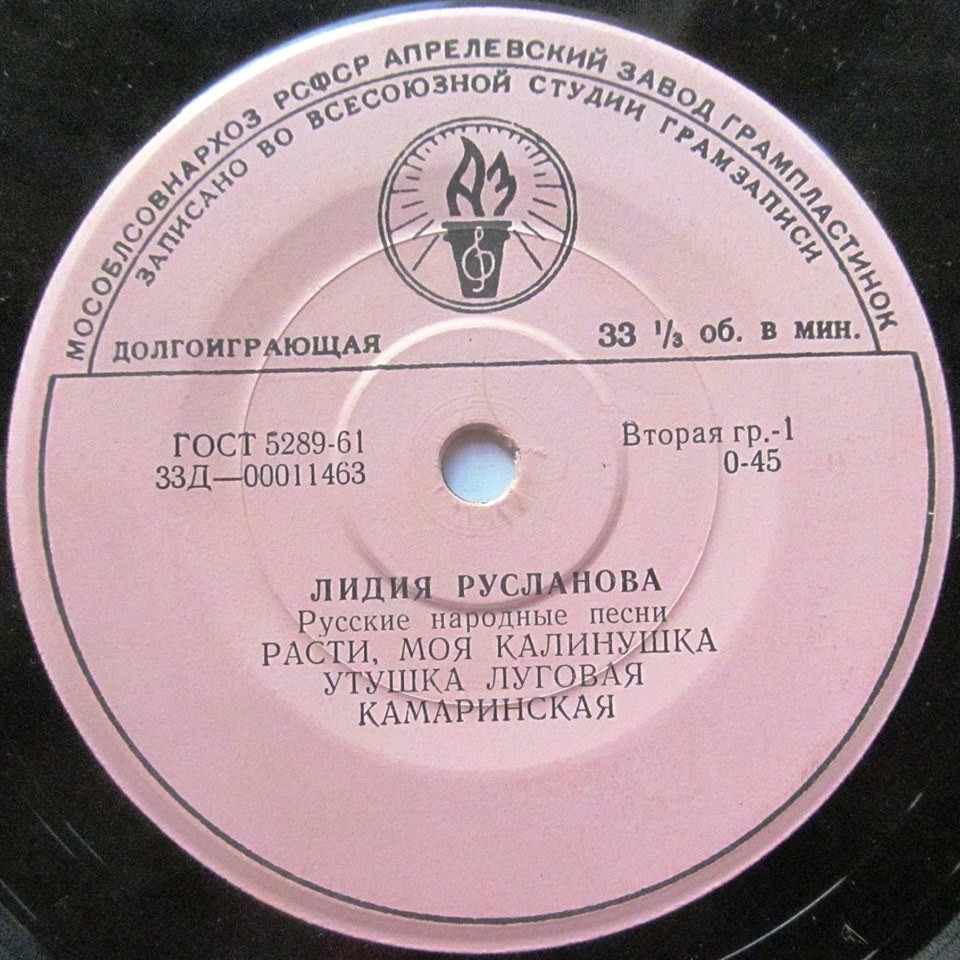 МОСОБЛСОВНАРХОЗ РСФСР АПРЕЛЕВСКИЙ ЗАВОД ГРАМПЛАСТИНОК
ЗАПИСАНО ВО ВСЕСОЮЗНОЙ СТУДИИ ГРАМЗАПИСИ
АЗ
ДОЛГОИГРАЮЩАЯ 33 ⅓ об. в мин.
ГОСТ 5289-61 Вторая гр.-1
33Д—00011463 0-45
ЛИДИЯ РУСЛАНОВА
Русские народные песни
РАСТИ, МОЯ КАЛИНУШКА
УТУШКА ЛУГОВАЯ
КАМАРИНСКАЯ